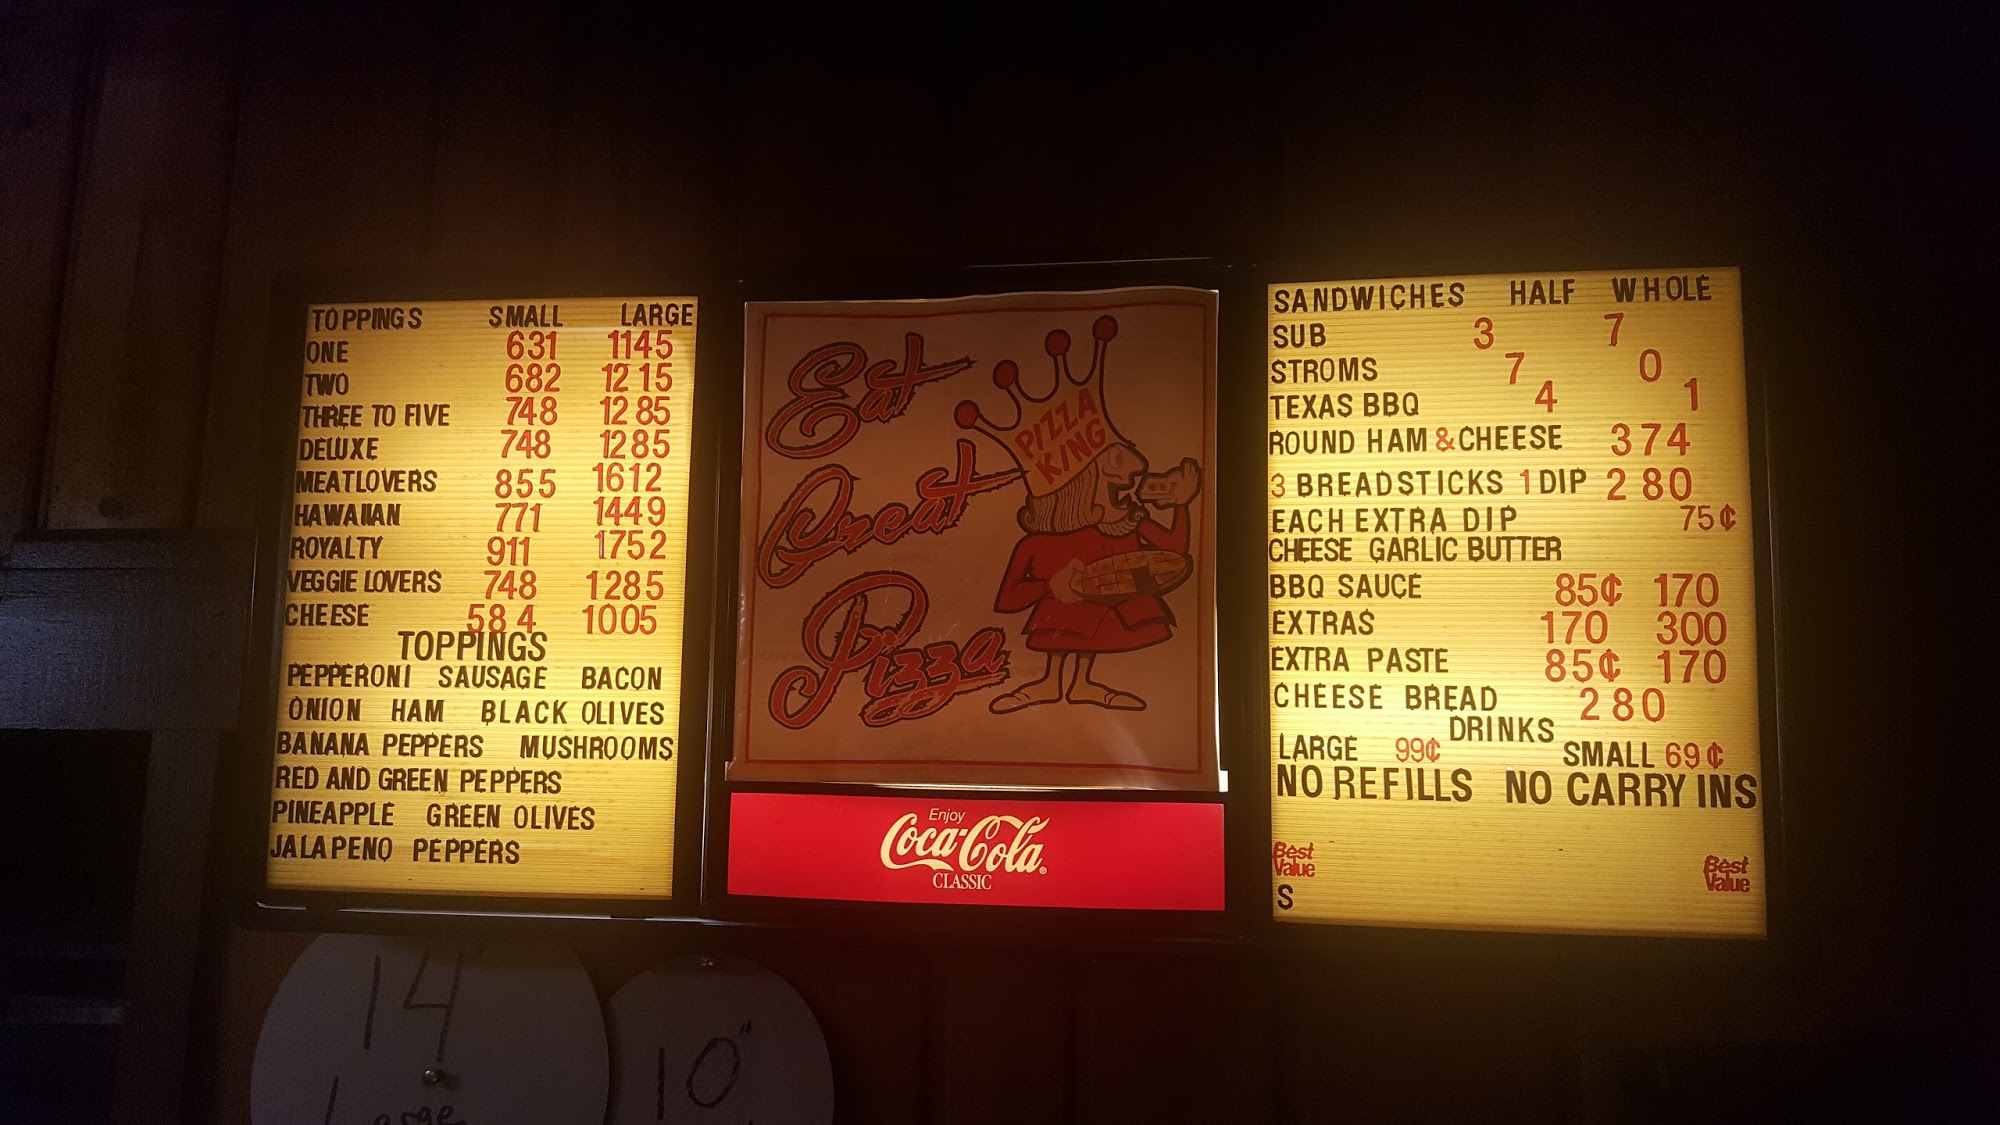 TOPPINGS SMALL LARGE
ONE 631 1145
TWO 682 1215
THREE TO FIVE 748 1285
DELUXE 748 1285
MEATLOVERS 855 1612
HAWAIIAN 771 1449
ROYALTY 911 1752
VEGGIE LOVERS 748 1285
CHEESE 584 1005
TOPPINGS
PEPPERONI SAUSAGE BACON
ONION HAM BLACK OLIVES
BANANA PEPPERS MUSHROOMS
RED AND GREEN PEPPERS
PINEAPPLE GREEN OLIVES
JALAPENO PEPPERS
Eat
Great
Pizza
PIZZA
KING
Enjoy
Coca-Cola®
CLASSIC
SANDWICHES HALF WHOLE
SUB 3 7
STROMS 7 0
TEXAS BBQ 4 1
ROUND HAM & CHEESE 374
3 BREADSTICKS 1 DIP 280
EACH EXTRA DIP 75¢
CHEESE GARLIC BUTTER
BBQ SAUCE 85¢ 170
EXTRAS 170 300
EXTRA PASTE 85¢ 170
CHEESE BREAD 280
DRINKS
LARGE 99¢ SMALL 69¢
NO REFILLS NO CARRY INS
Best Value
Best Value
S
14"
Large
10"